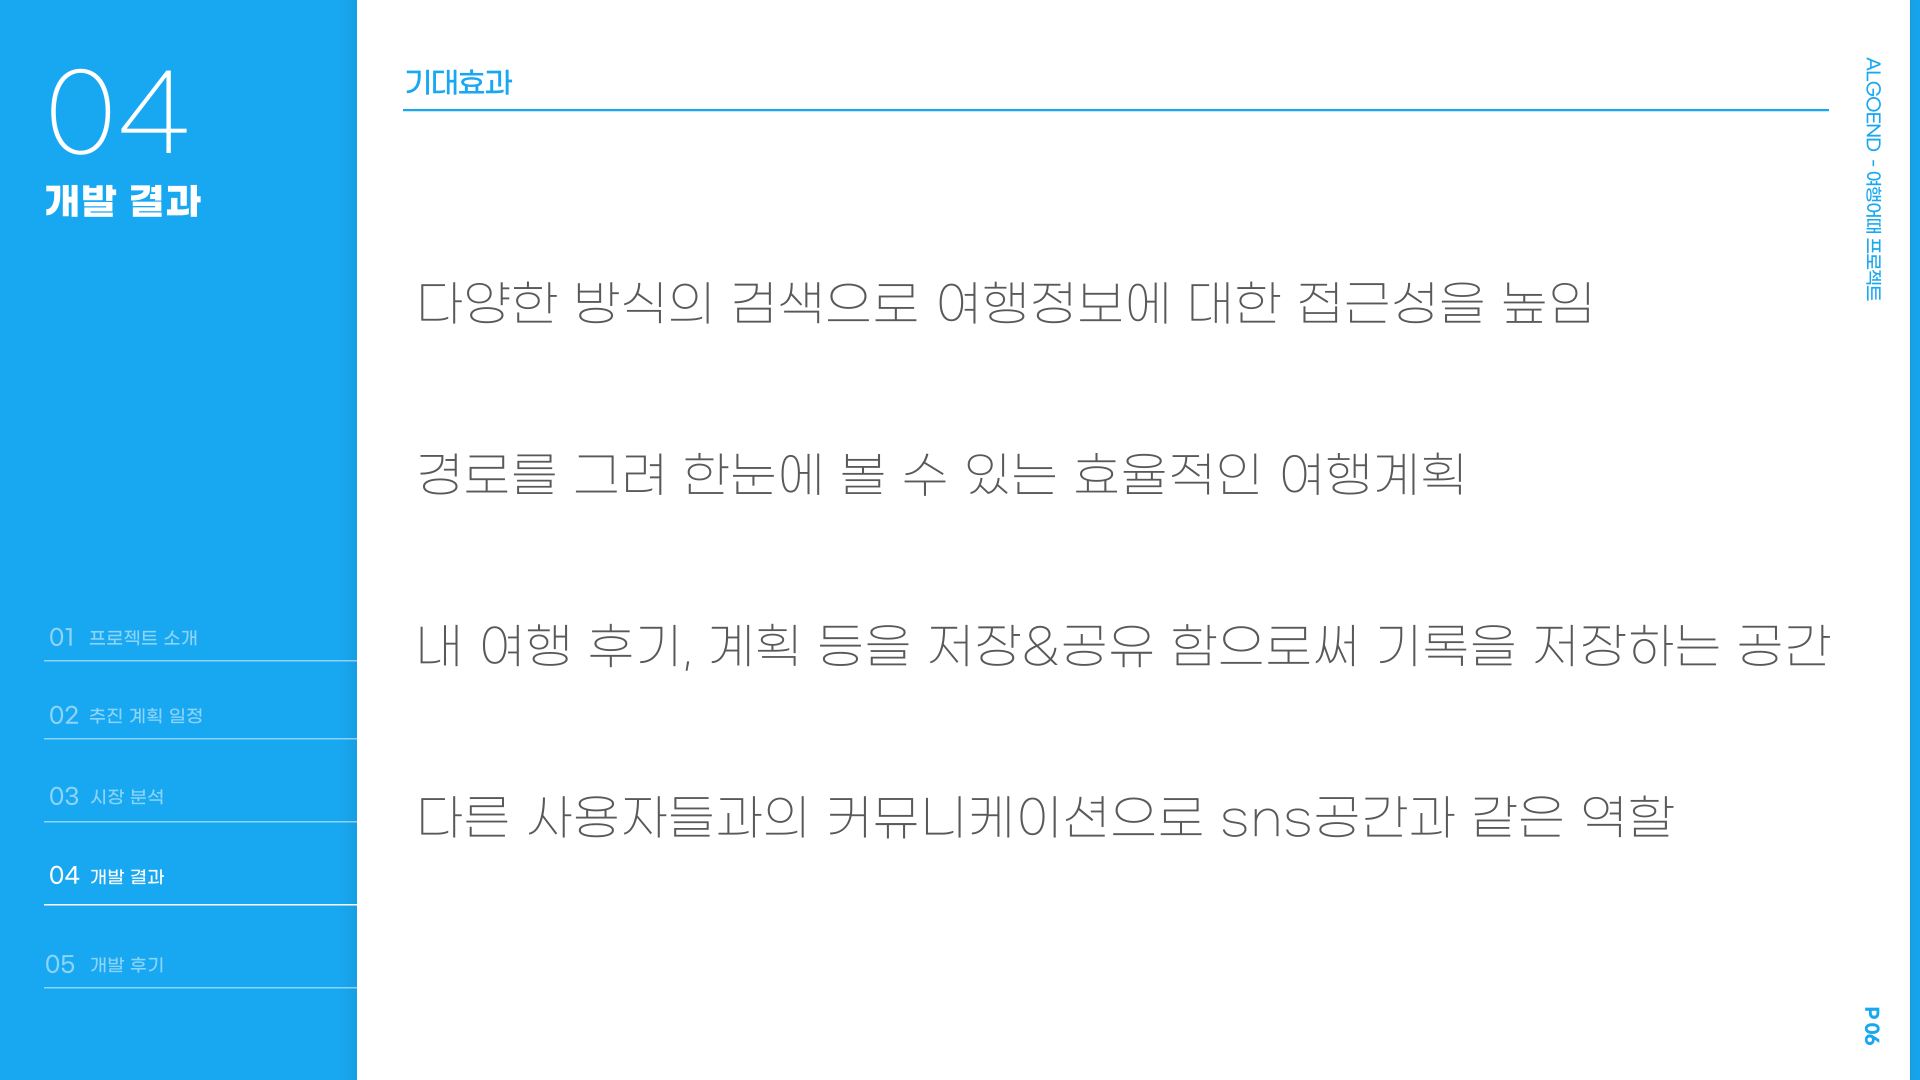 04
개발 결과
01 프로젝트 소개
02 추진 계획 일정
03 시장 분석
04 개발 결과
05 개발 후기
기대효과
다양한 방식의 검색으로 여행정보에 대한 접근성을 높임
경로를 그려 한눈에 볼 수 있는 효율적인 여행계획
내 여행 후기, 계획 등을 저장&공유 함으로써 기록을 저장하는 공간
다른 사용자들과의 커뮤니케이션으로 sns공간과 같은 역할
ALGOEND - 여행어때 프로젝트
P 06